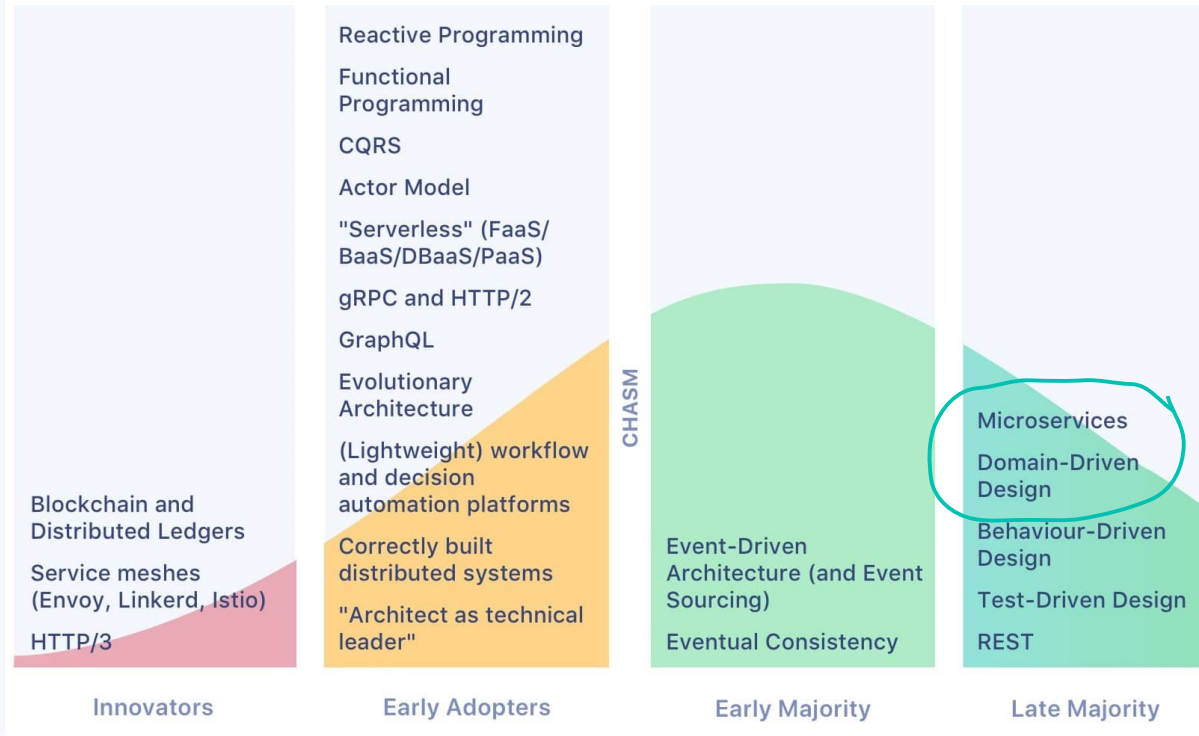 Blockchain and
Distributed Ledgers
Service meshes
(Envoy, Linkerd, Istio)
HTTP/3
Innovators
Reactive Programming
Functional
Programming
CQRS
Actor Model
"Serverless" (FaaS/
BaaS/DBaaS/PaaS)
gRPC and HTTP/2
GraphQL
Evolutionary
Architecture
(Lightweight) workflow
and decision
automation platforms
Correctly built
distributed systems
"Architect as technical
leader"
Early Adopters
CHASM
Event-Driven
Architecture (and Event
Sourcing)
Eventual Consistency
Early Majority
Microservices
Domain-Driven
Design
Behaviour-Driven
Design
Test-Driven Design
REST
Late Majority